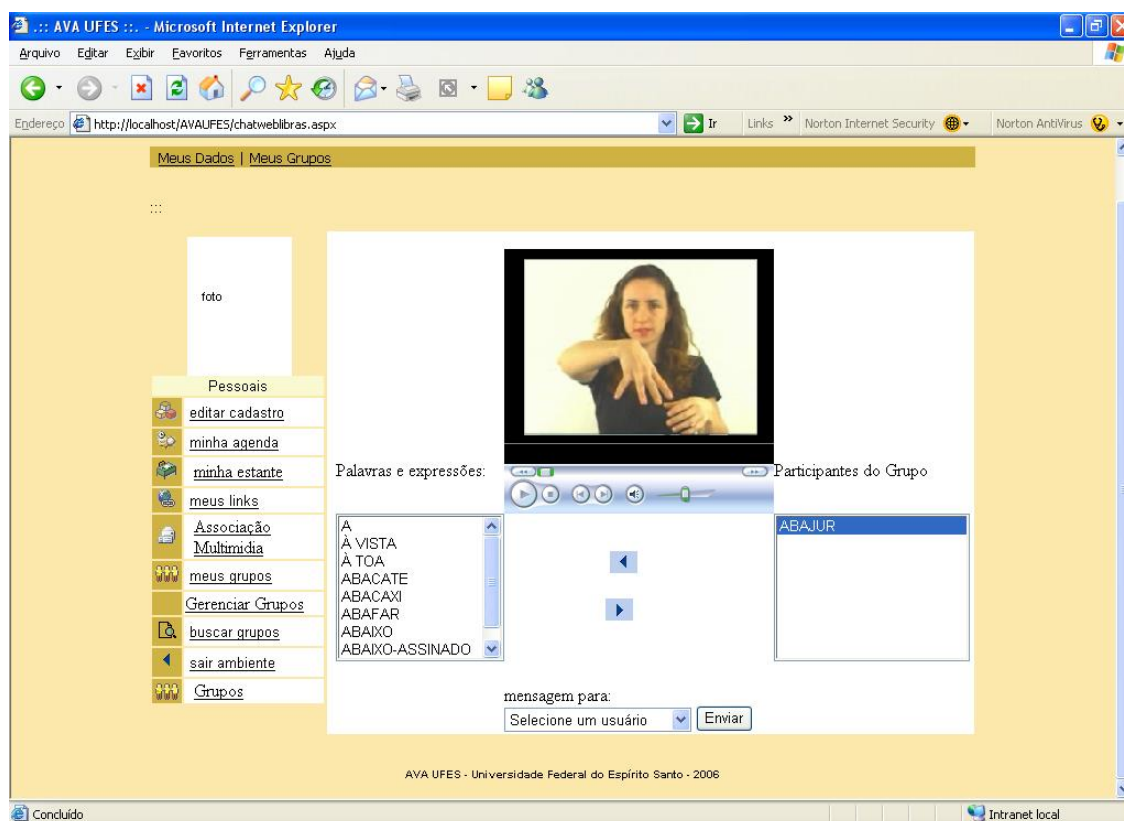 .:: AVA UFES ::. - Microsoft Internet Explorer
Arquivo Editar Exibir Favoritos Ferramentas Ajuda
Endereço http://localhost/AVAUFES/chatweblibras.aspx Ir Links » Norton Internet Security Norton AntiVirus
Meus Dados | Meus Grupos
:::
foto
Pessoais
editar cadastro
minha agenda
minha estante
meus links
Associação
Multimidia
meus grupos
Gerenciar Grupos
buscar grupos
sair ambiente
Grupos
Palavras e expressões:
Participantes do Grupo
A
À VISTA
À TOA
ABACATE
ABACAXI
ABAFAR
ABAIXO
ABAIXO-ASSINADO
ABAJUR
mensagem para:
Selecione um usuário Enviar
AVA UFES - Universidade Federal do Espírito Santo - 2006
Concluído Intranet local